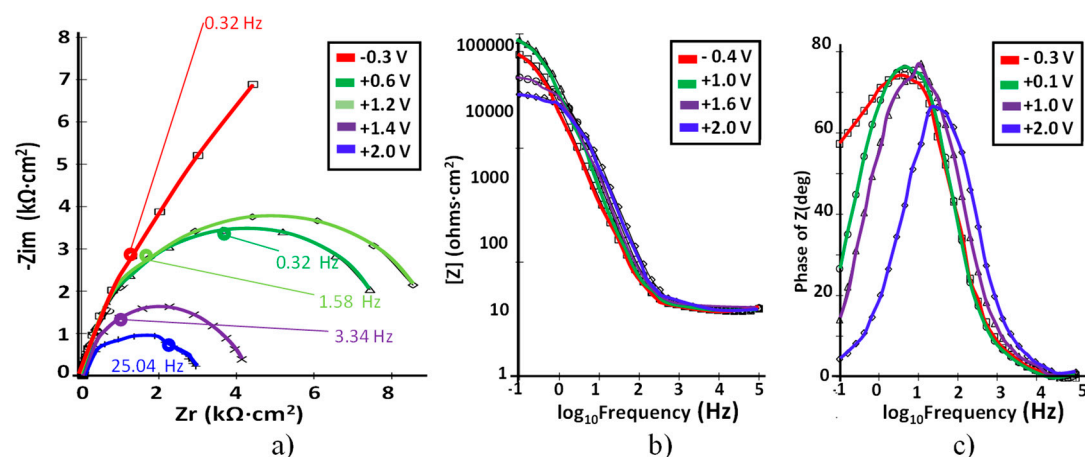 0.32 Hz
-Zim (kΩ·cm²)
8
7
6
5
4
3
2
1
0
-0.3 V
+0.6 V
+1.2 V
+1.4 V
+2.0 V
0.32 Hz
1.58 Hz
3.34 Hz
25.04 Hz
0 2 4 6 8
Zr (kΩ·cm²)
a)
[Z] (ohms·cm²)
100000
10000
1000
100
10
1
- 0.4 V
+1.0 V
+1.6 V
+2.0 V
-1 0 1 2 3 4 5
log₁₀Frequency (Hz)
b)
Phase of Z(deg)
80
60
40
20
0
- 0.3 V
+0.1 V
+1.0 V
+2.0 V
-1 0 1 2 3 4 5
log₁₀Frequency (Hz)
c)